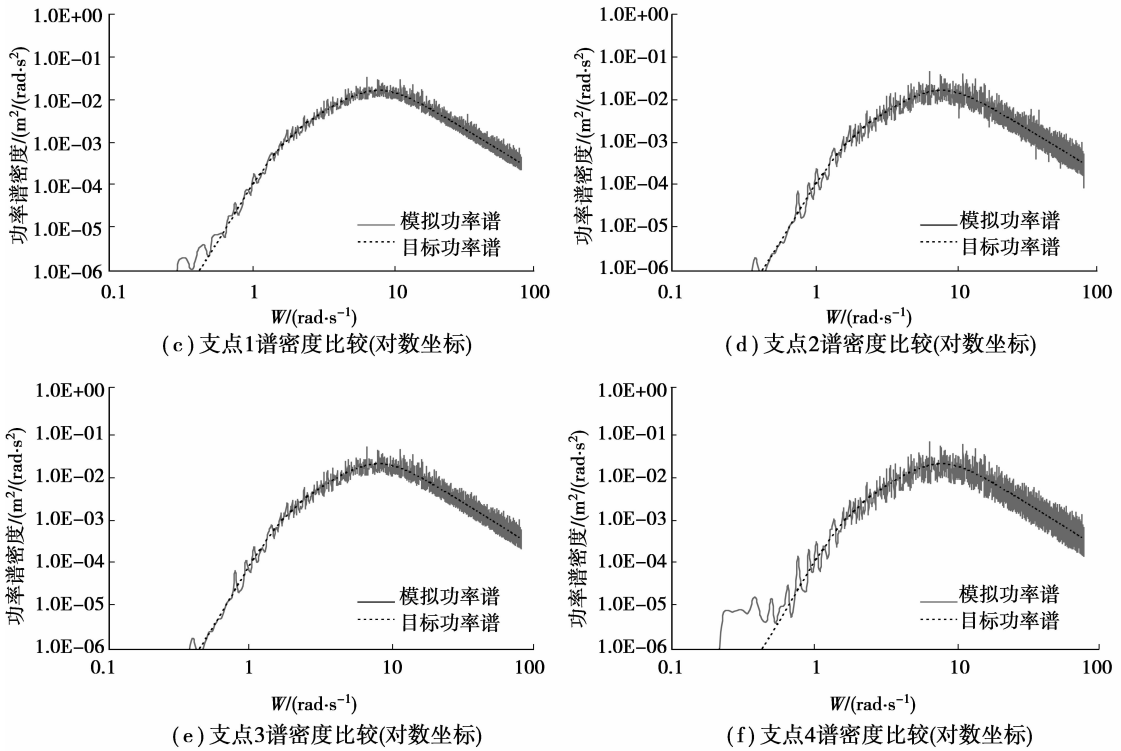 1.0E+00
1.0E−01
1.0E−02
1.0E−03
1.0E−04
1.0E−05
1.0E−06
功率谱密度/(m²/(rad·s²)
模拟功率谱
目标功率谱
0.1 1 10 100
W/(rad·s⁻¹)
(c)支点1谱密度比较(对数坐标)
1.0E+00
1.0E−01
1.0E−02
1.0E−03
1.0E−04
1.0E−05
1.0E−06
功率谱密度/(m²/(rad·s²)
模拟功率谱
目标功率谱
0.1 1 10 100
W/(rad·s⁻¹)
(d)支点2谱密度比较(对数坐标)
1.0E+00
1.0E−01
1.0E−02
1.0E−03
1.0E−04
1.0E−05
1.0E−06
功率谱密度/(m²/(rad·s²)
模拟功率谱
目标功率谱
0.1 1 10 100
W/(rad·s⁻¹)
(e)支点3谱密度比较(对数坐标)
1.0E+00
1.0E−01
1.0E−02
1.0E−03
1.0E−04
1.0E−05
1.0E−06
功率谱密度/(m²/(rad·s²)
模拟功率谱
目标功率谱
0.1 1 10 100
W/(rad·s⁻¹)
(f)支点4谱密度比较(对数坐标)